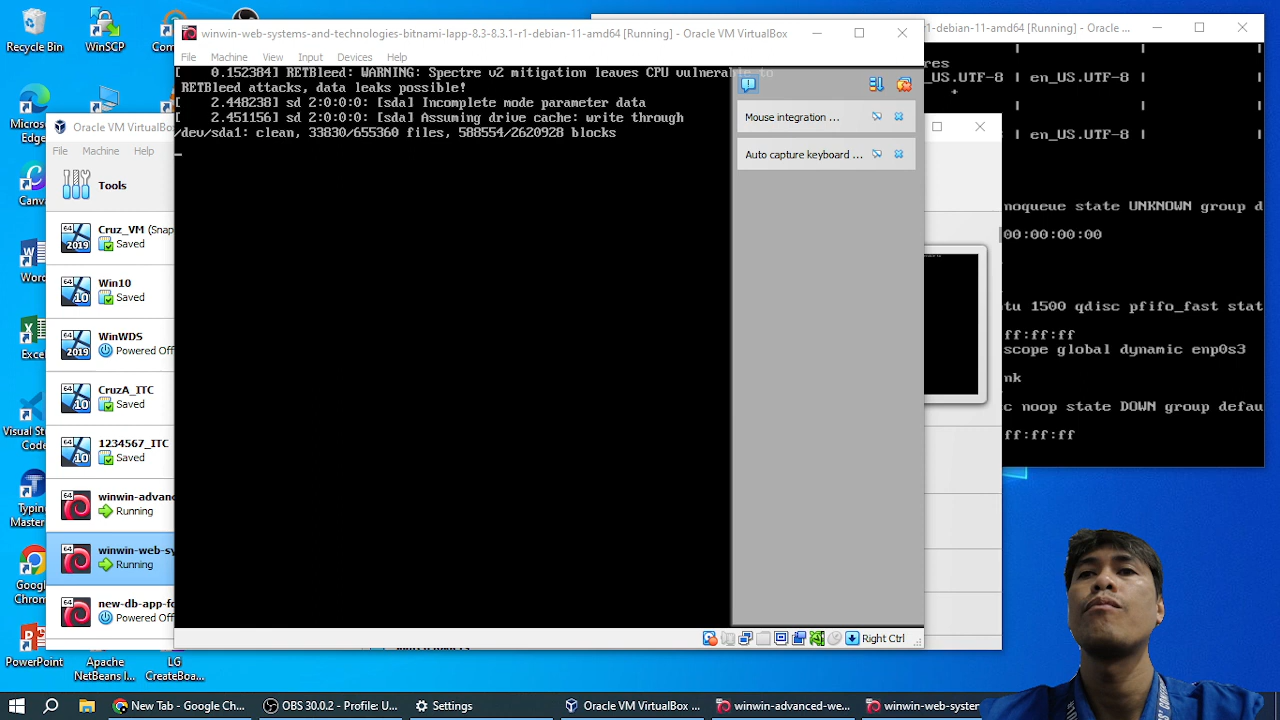 Recycle Bin
WinSCP
winwin-web-systems-and-technologies-bitnami-lapp-8.3-8.3.1-r1-debian-11-amd64 [Running] - Oracle VM VirtualBox
r1-debian-11-amd64 [Running] - Oracle ...
File Machine View Input Devices Help
[ 0.152384] RETBleed: WARNING: Spectre v2 mitigation leaves CPU vulnerable to
RETBleed attacks, data leaks possible!
[ 2.448238] sd 2:0:0:0: [sda] Incomplete mode parameter data
[ 2.451156] sd 2:0:0:0: [sda] Assuming drive cache: write through
/dev/sda1: clean, 33830/655360 files, 588554/2620928 blocks
Mouse integration ...
Auto capture keyboard ...
Right Ctrl
res
_US.UTF-8 | en_US.UTF-8 |
| en_US.UTF-8 |
noqueue state UNKNOWN group d
00:00:00:00
tu 1500 qdisc pfifo_fast stat
ff:ff:ff
scope global dynamic enp0s3
nk
c noop state DOWN group defau
ff:ff:ff
Oracle VM VirtualBox
File Machine Help
Tools
Cruz_VM (Snap
Saved
Win10
Saved
WinWDS
Powered Off
CruzA_ITC
Saved
1234567_ITC
Saved
winwin-advan
Running
winwin-web-sy
Running
new-db-app-fo
Powered Off
Canva
Word
Excel
Visual Studio
Code
Typing
Master
Google
Chrome
PowerPoint
Apache
NetBeans I...
LG
CreateBoa...
New Tab - Google C...
OBS 30.0.2 - Profile: U...
Settings
Oracle VM VirtualBox ...
winwin-advanced-we...
winwin-web-systems...